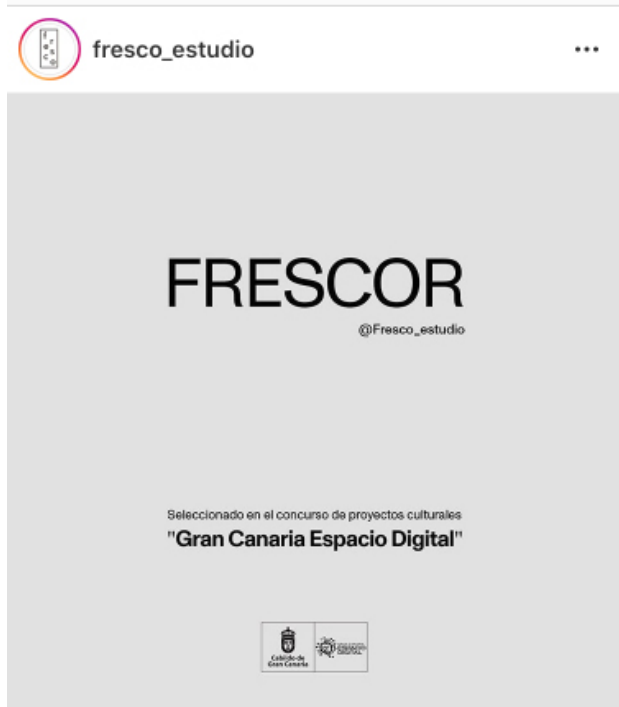 fresco_estudio
FRESCOR
@Fresco_estudio
Seleccionado en el concurso de proyectos culturales
"Gran Canaria Espacio Digital"
Cabildo de
Gran Canaria